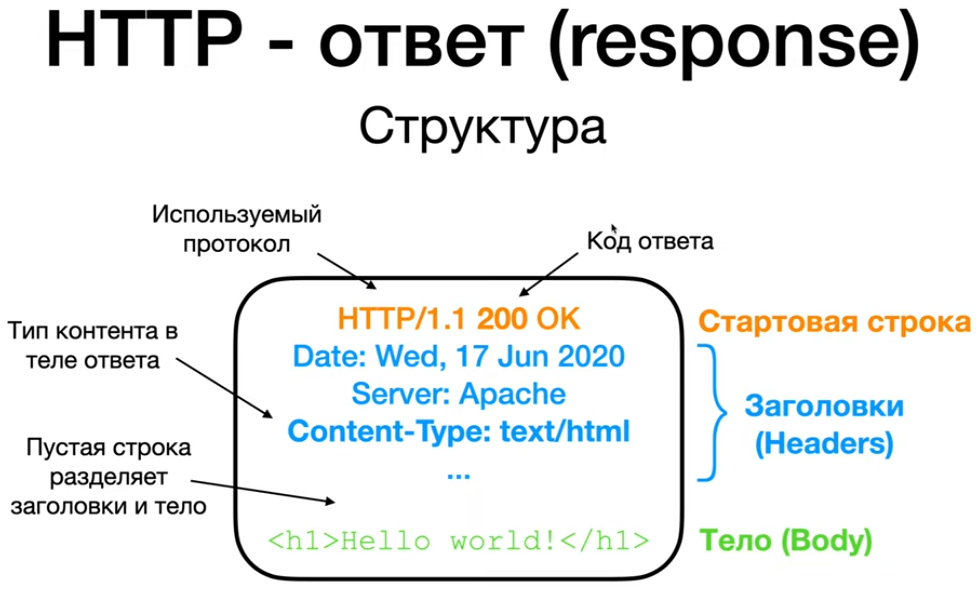 HTTP - ответ (response)
Структура
Используемый
протокол
Код ответа
HTTP/1.1 200 OK
Стартовая строка
Тип контента в
теле ответа
Date: Wed, 17 Jun 2020
Server: Apache
Content-Type: text/html
...
Заголовки
(Headers)
Пустая строка
разделяет
заголовки и тело
<h1>Hello world!</h1>
Тело (Body)